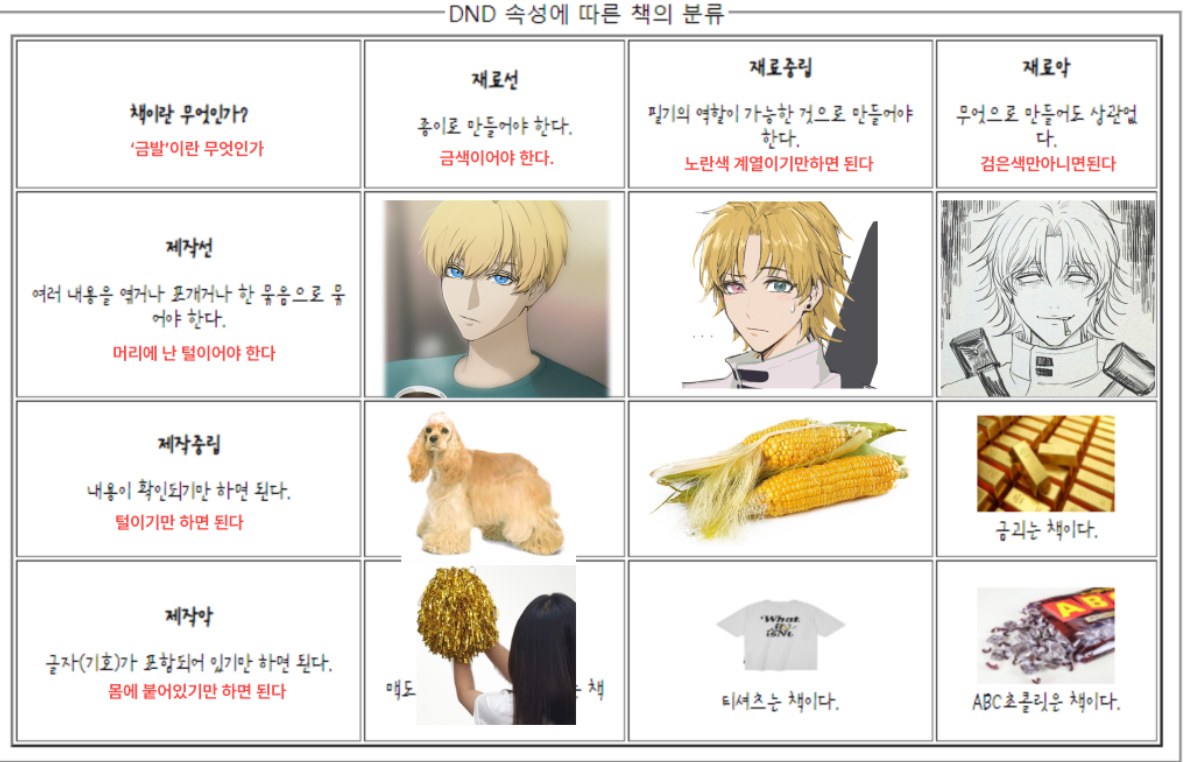 DND 속성에 따른 책의 분류
책이란 무엇인가?
‘금발’이란 무엇인가
재료선
종이로 만들어야 한다.
금색이어야 한다.
재료중립
필기의 역할이 가능한 것으로 만들어야
한다.
노란색 계열이기만하면 된다
재료악
무엇으로 만들어도 상관없
다.
검은색만아니면된다
제작선
여러 내용을 엮거나 포개거나 한 묶음으로 묶
어야 한다.
머리에 난 털이어야 한다
...
제작중립
내용이 확인되기만 하면 된다.
털이기만 하면 된다
금괴는 책이다.
제작악
글자(기호)가 포함되어 있기만 하면 된다.
몸에 붙어있기만 하면 된다
맥도
책
What
it
isNt
티셔츠는 책이다.
AB
ABC초콜릿은 책이다.